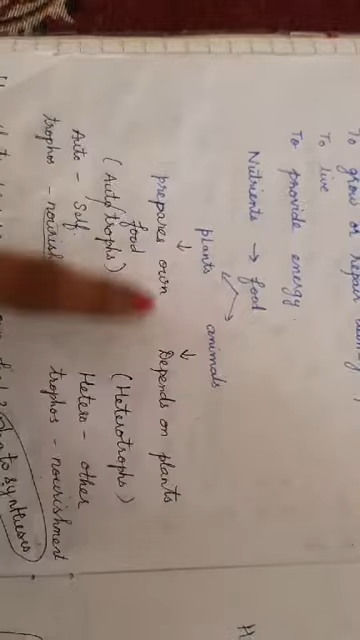 To grow or repair
To live
To provide energy.
Nutrients → food
plants animals
↓ ↓
prepares own Depends on plants
food
(Autotrophs) (Heterotrophs)
Auto - Self Hetero - other
trophos - nourish trophos - nourishment
synthesis
H